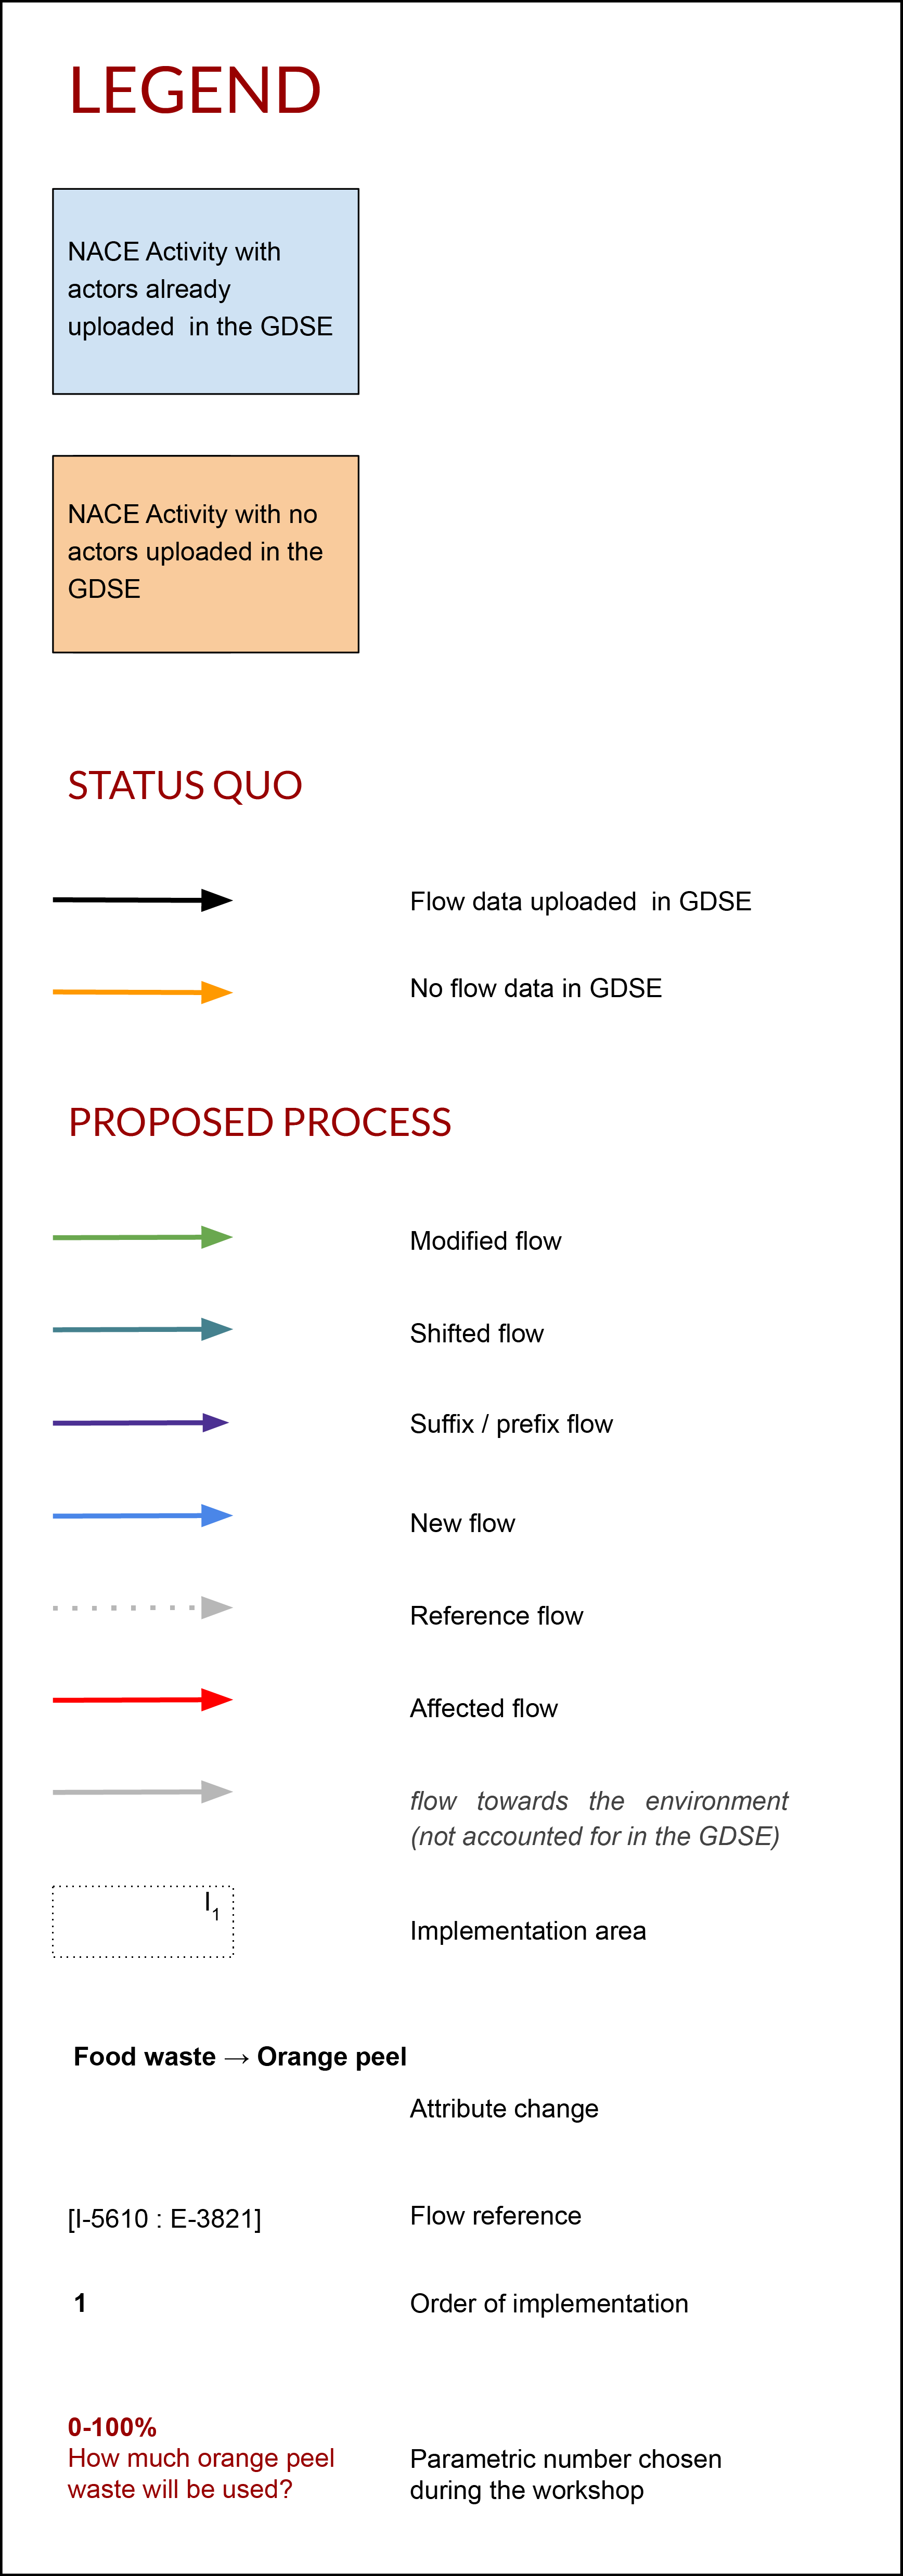 LEGEND
NACE Activity with
actors already
uploaded  in the GDSE
NACE Activity with no
actors uploaded in the
GDSE
STATUS QUO
Flow data uploaded  in GDSE
No flow data in GDSE
PROPOSED PROCESS
Modified flow
Shifted flow
Suffix / prefix flow
New flow
Reference flow
Affected flow
flow towards the environment
(not accounted for in the GDSE)
I1
Implementation area
Food waste → Orange peel
Attribute change
[I-5610 : E-3821]
Flow reference
1
Order of implementation
0-100%
How much orange peel
waste will be used?
Parametric number chosen
during the workshop